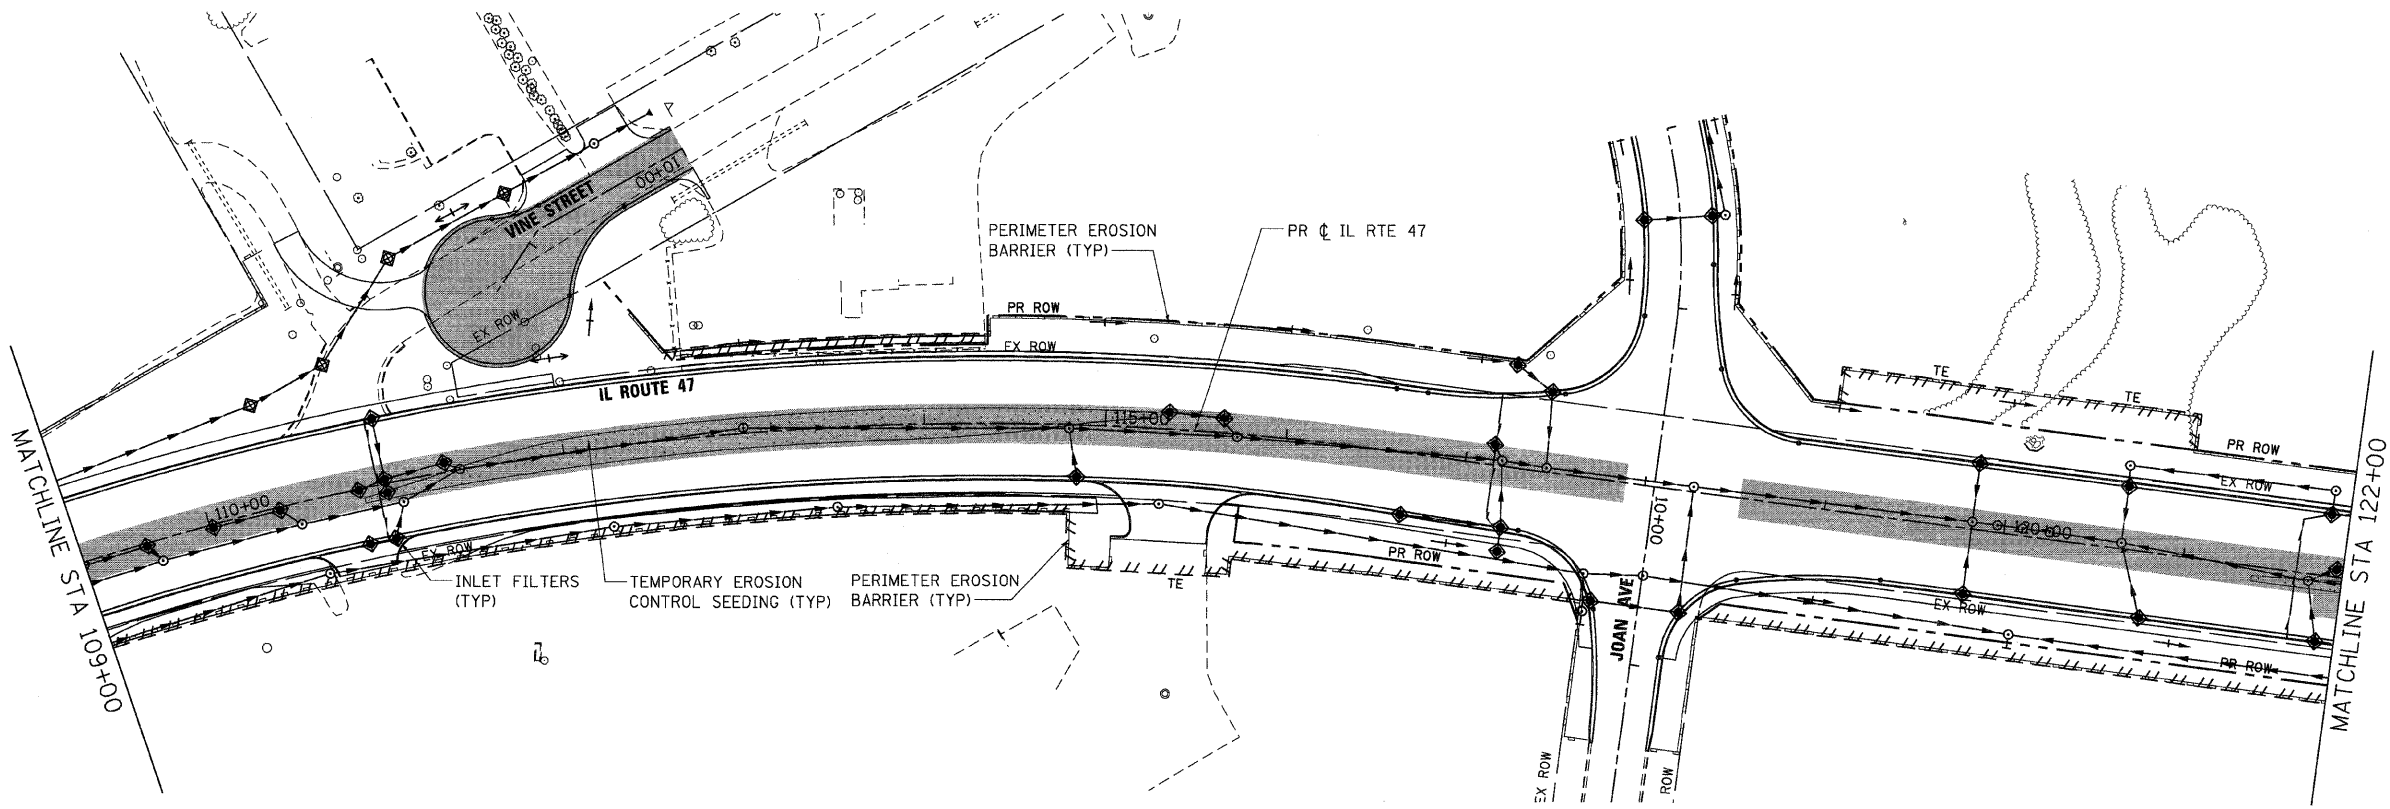 VINE STREET
10+00
EX ROW
PERIMETER EROSION
BARRIER (TYP)
PR ℄ IL RTE 47
PR ROW
EX ROW
IL ROUTE 47
TE
TE
PR ROW
EX ROW
MATCHLINE STA 109+00
110+00
115+00
120+00
10+00
MATCHLINE STA 122+00
EX ROW
INLET FILTERS
(TYP)
TEMPORARY EROSION
CONTROL SEEDING (TYP)
PERIMETER EROSION
BARRIER (TYP)
TE
PR ROW
JOAN AVE
EX ROW
PR ROW
EX ROW
ROW